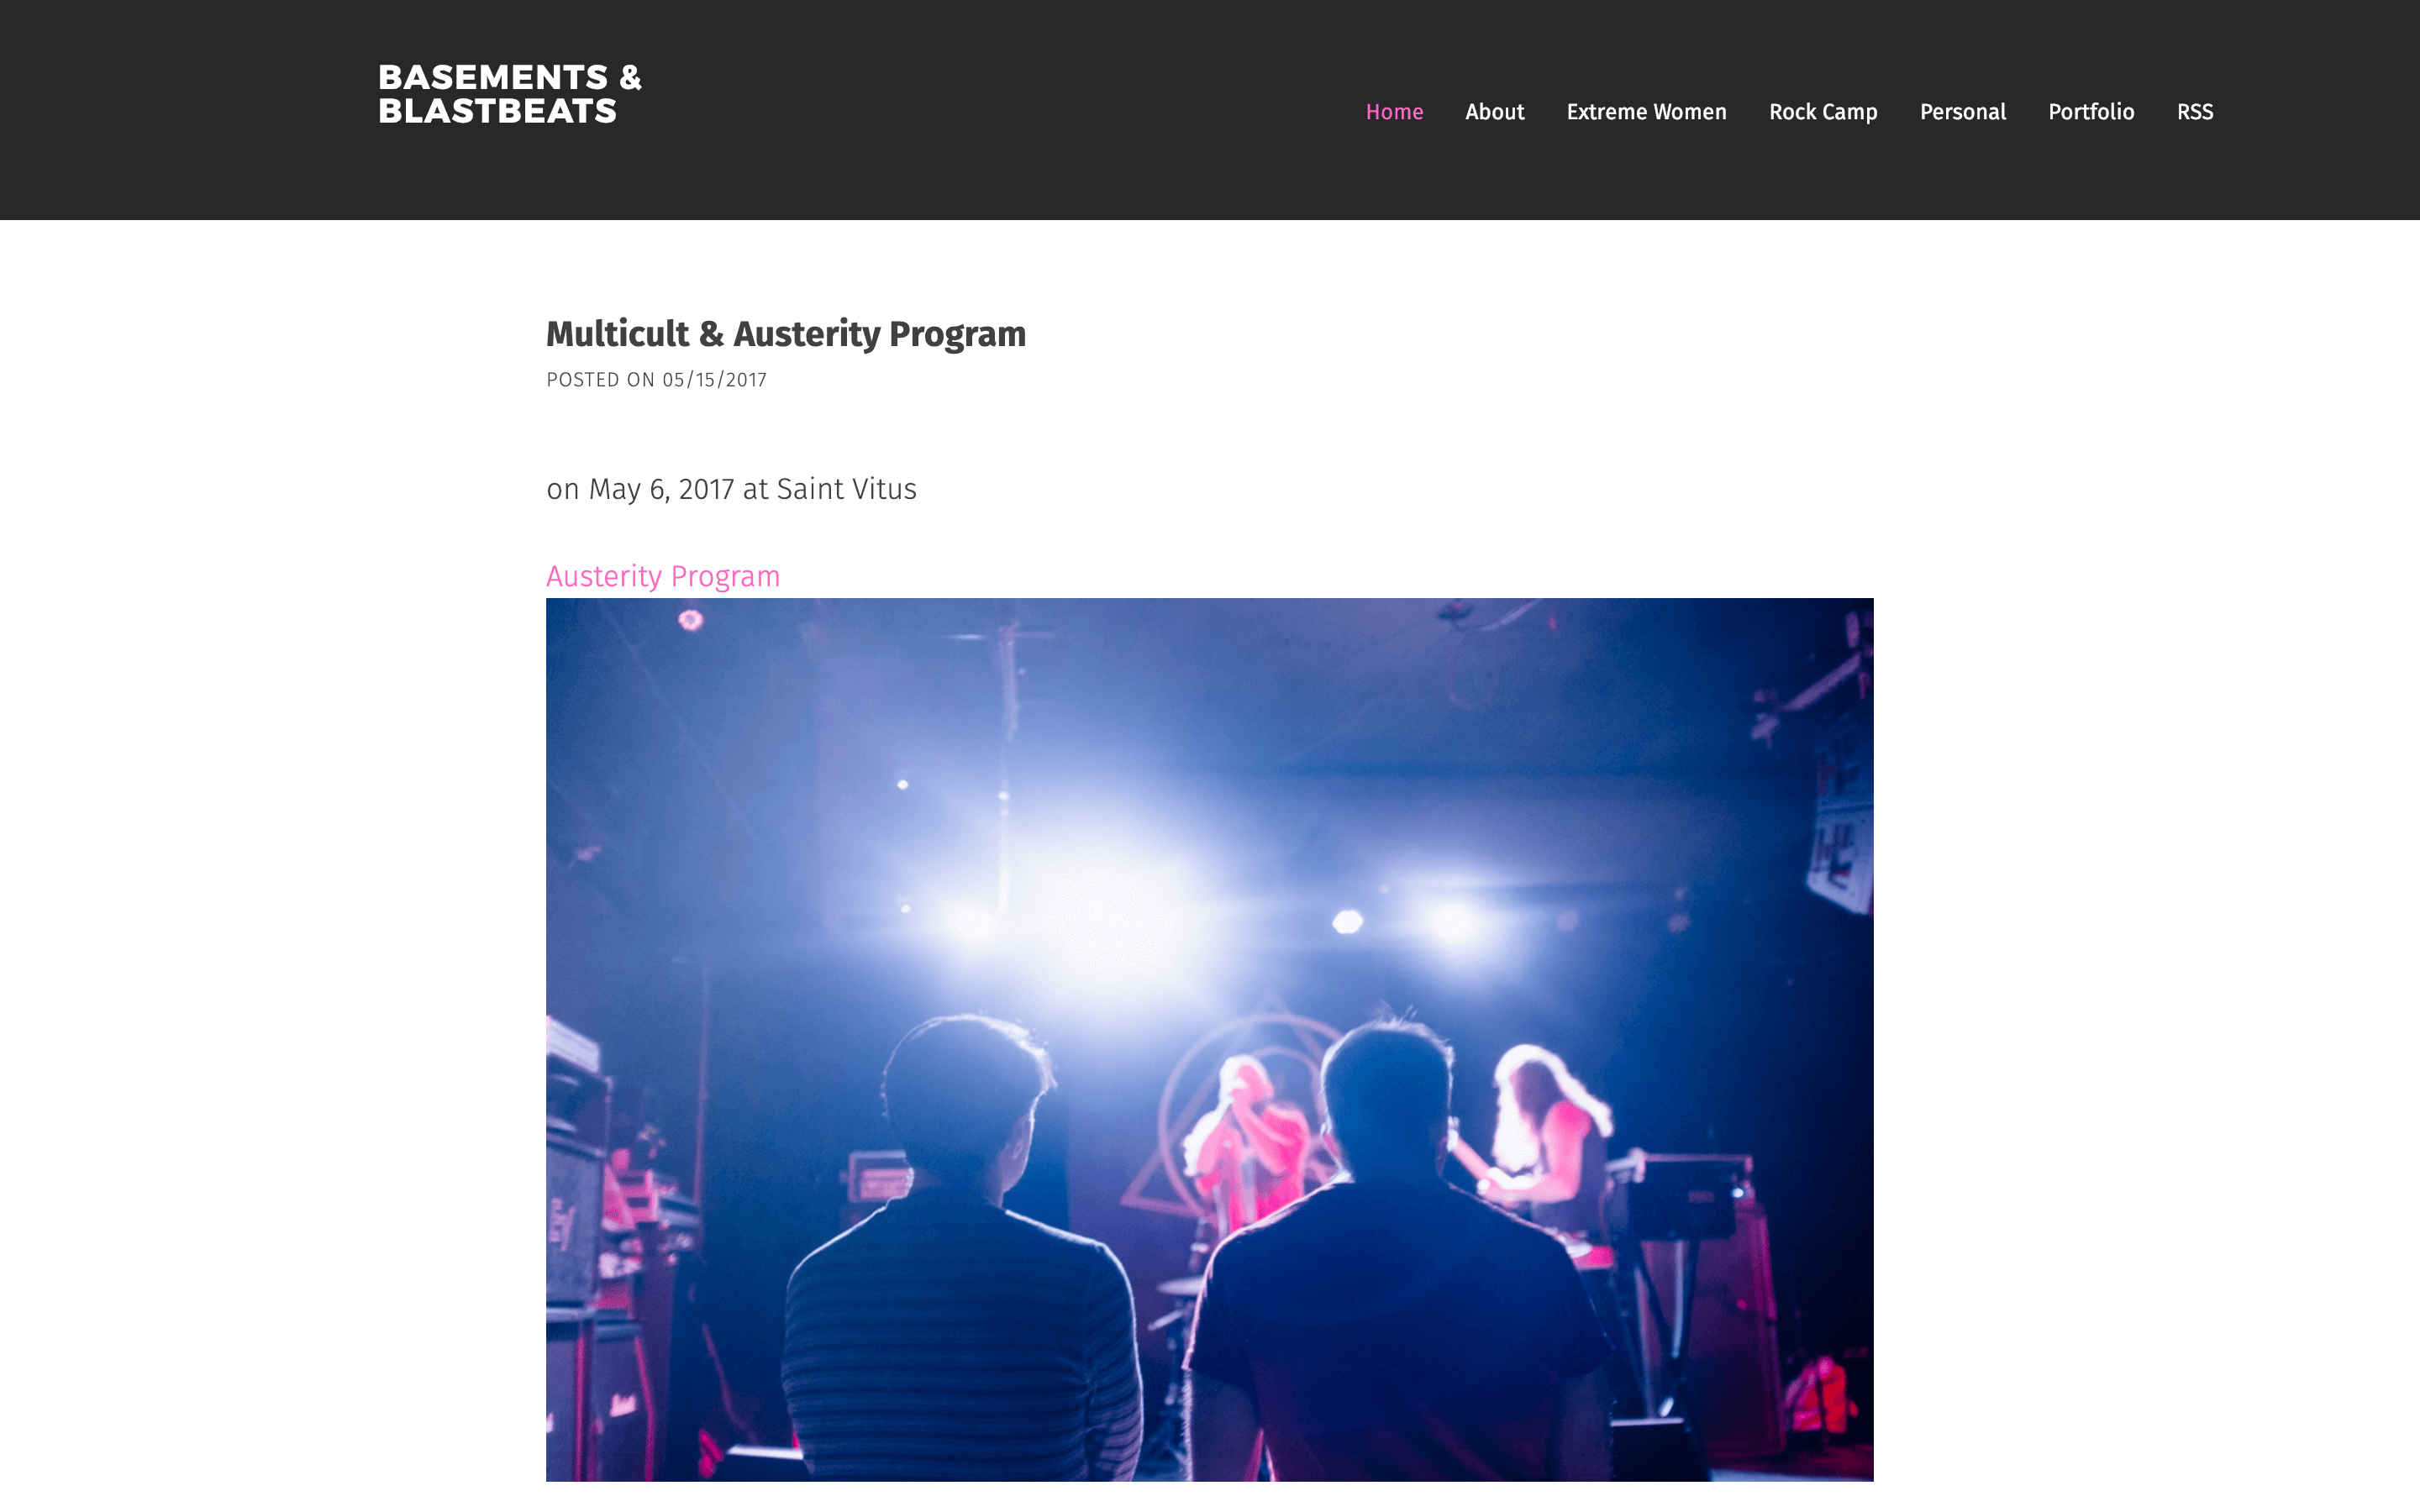 BASEMENTS &
BLASTBEATS
Home About Extreme Women Rock Camp Personal Portfolio RSS
Multicult & Austerity Program
POSTED ON 05/15/2017
on May 6, 2017 at Saint Vitus
Austerity Program